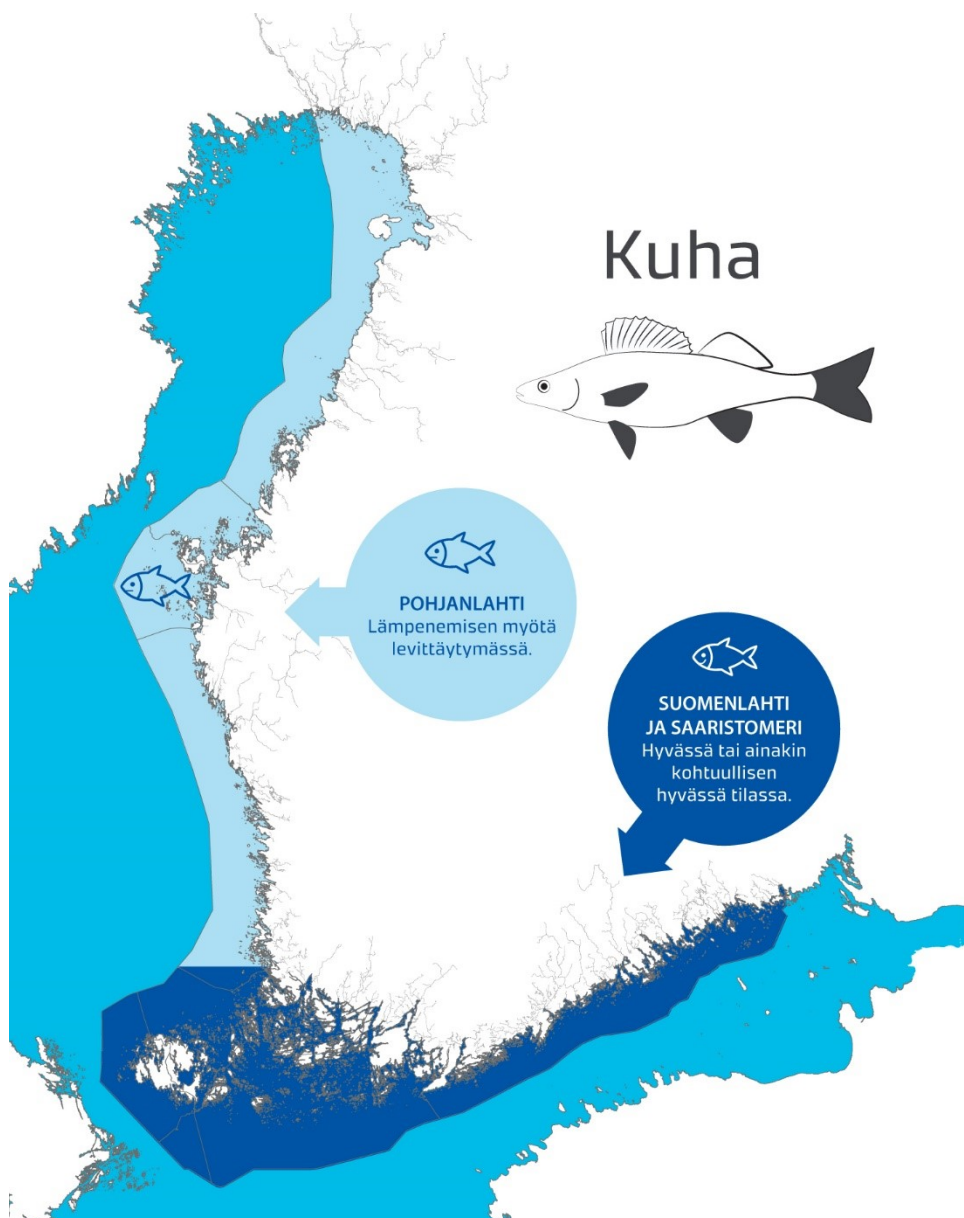 Kuha
POHJANLAHTI
Lämpenemisen myötä
levittäytymässä.
SUOMENLAHTI
JA SAARISTOMERI
Hyvässä tai ainakin
kohtuullisen
hyvässä tilassa.